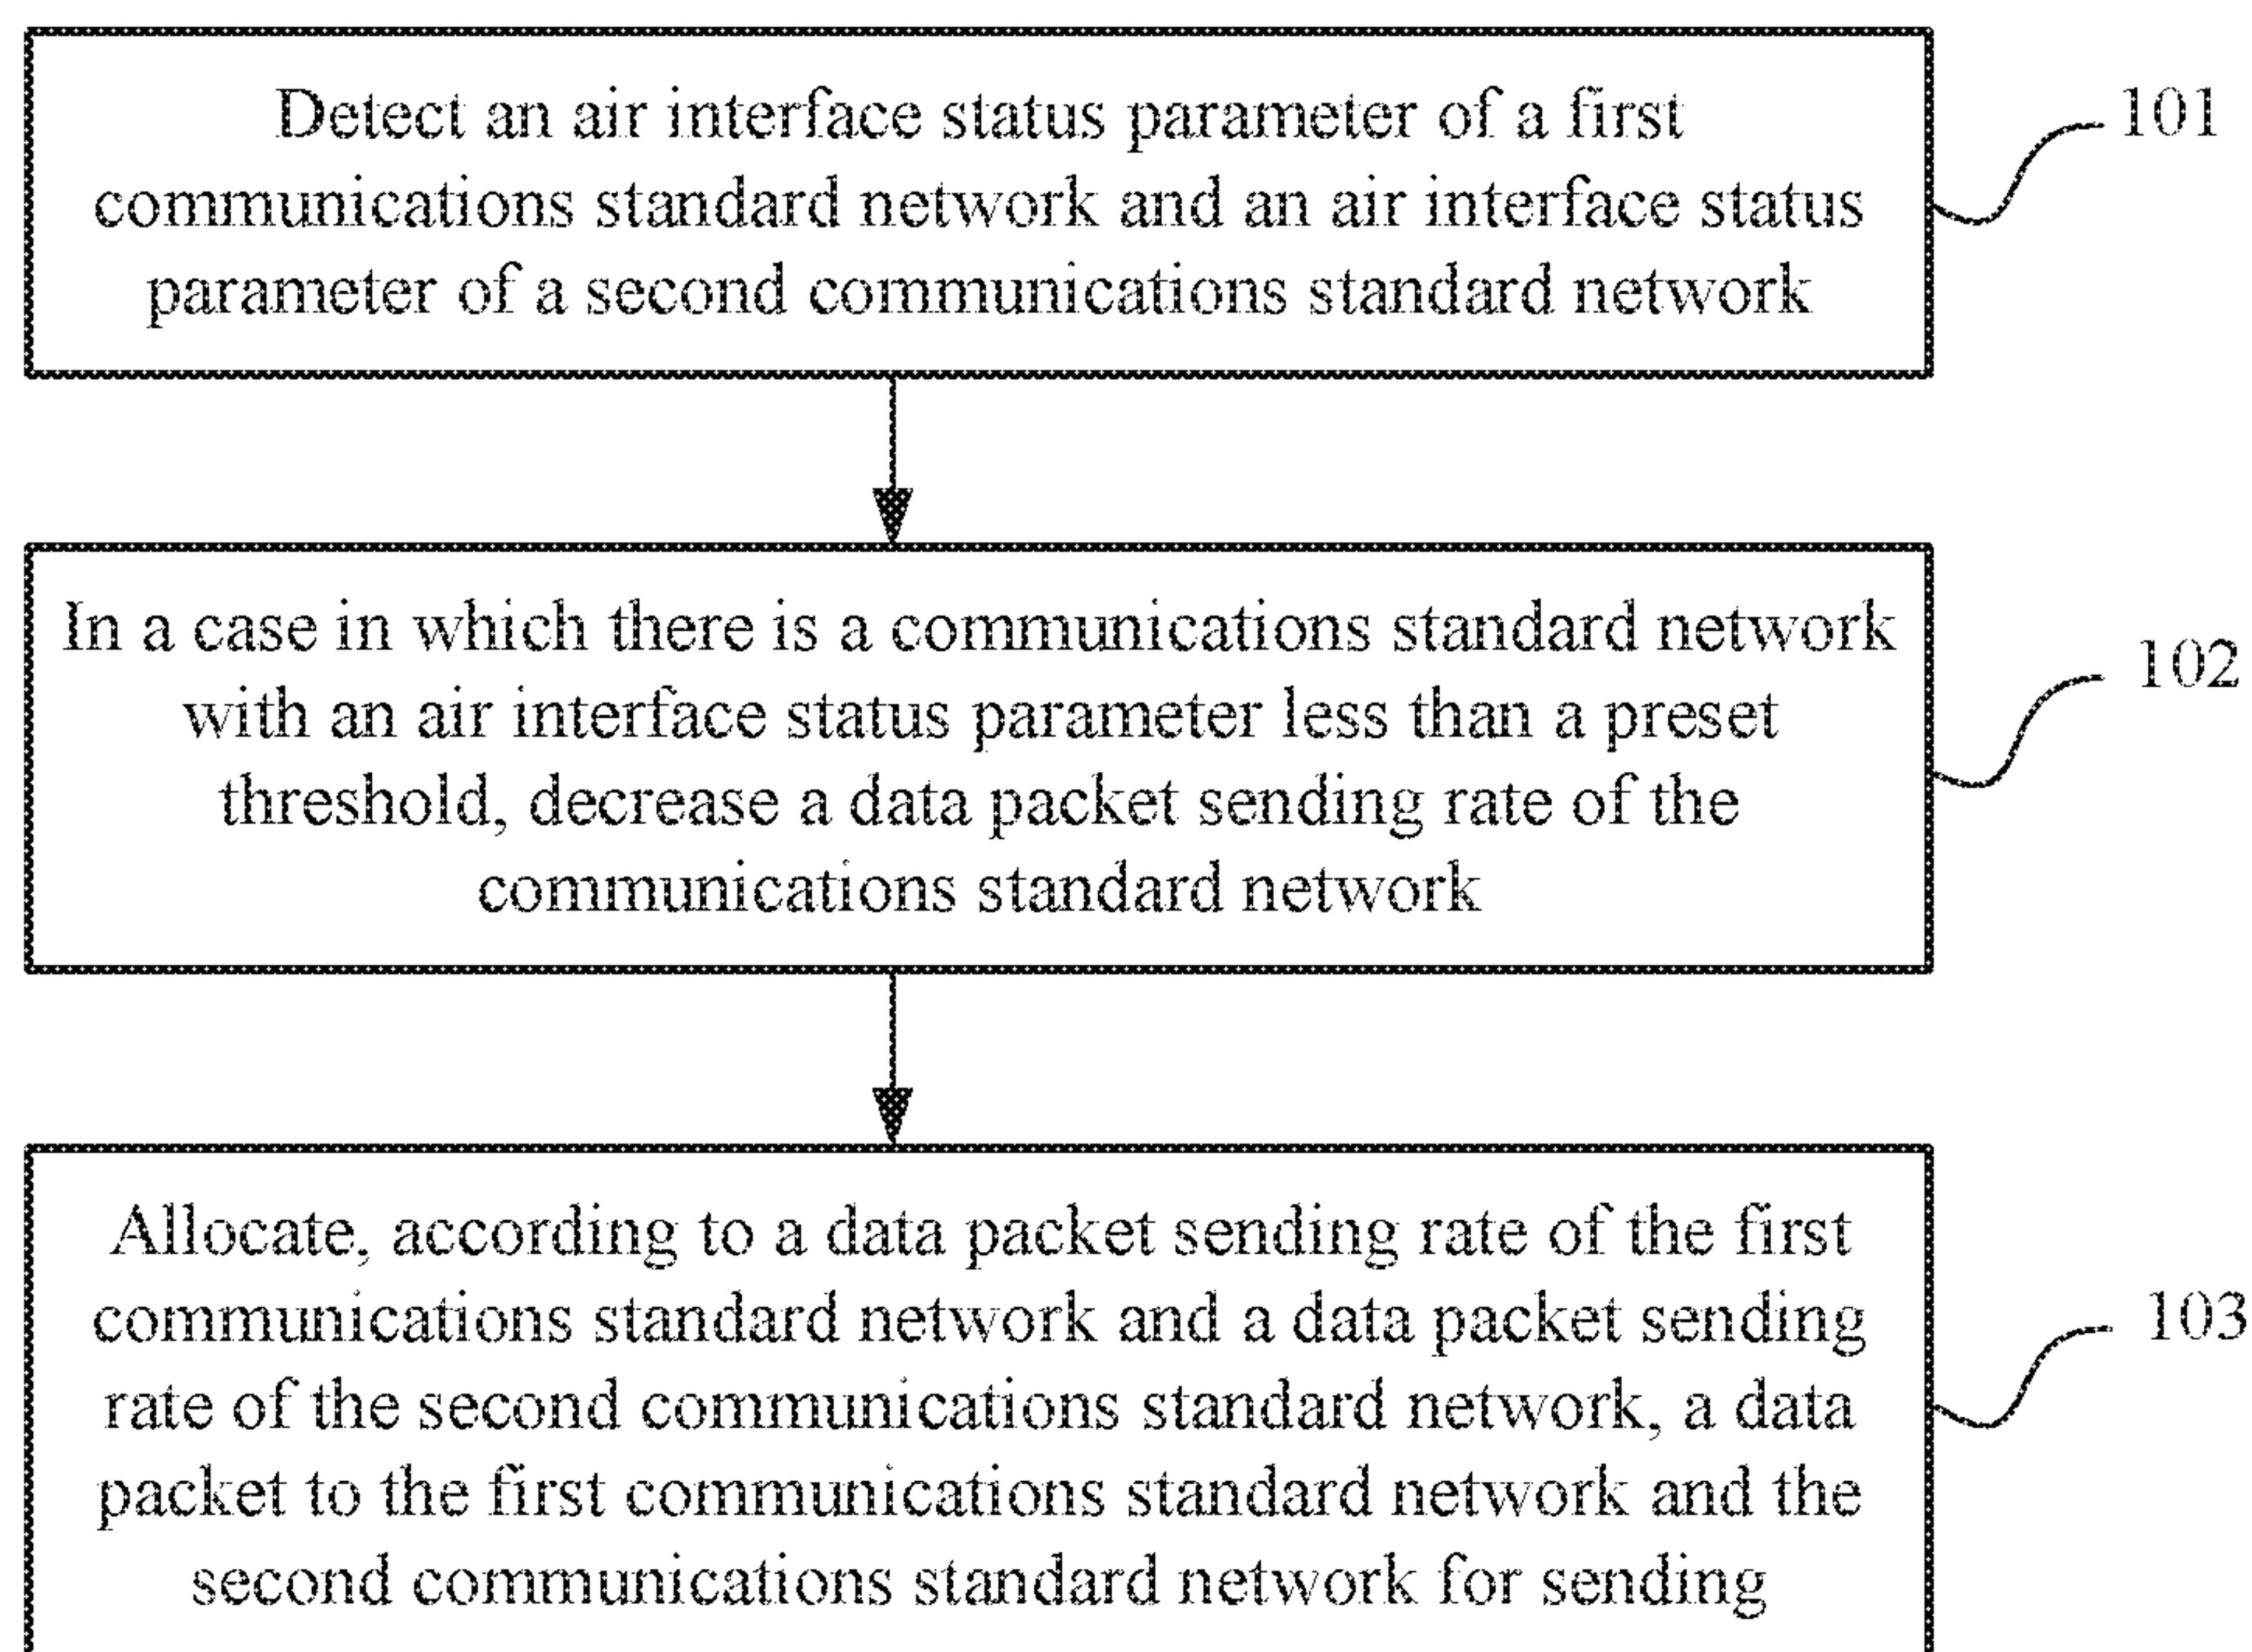 Detect an air interface status parameter of a first
communications standard network and an air interface status
parameter of a second communications standard network
101
In a case in which there is a communications standard network
with an air interface status parameter less than a preset
threshold, decrease a data packet sending rate of the
communications standard network
102
Allocate, according to a data packet sending rate of the first
communications standard network and a data packet sending
rate of the second communications standard network, a data
packet to the first communications standard network and the
second communications standard network for sending
103